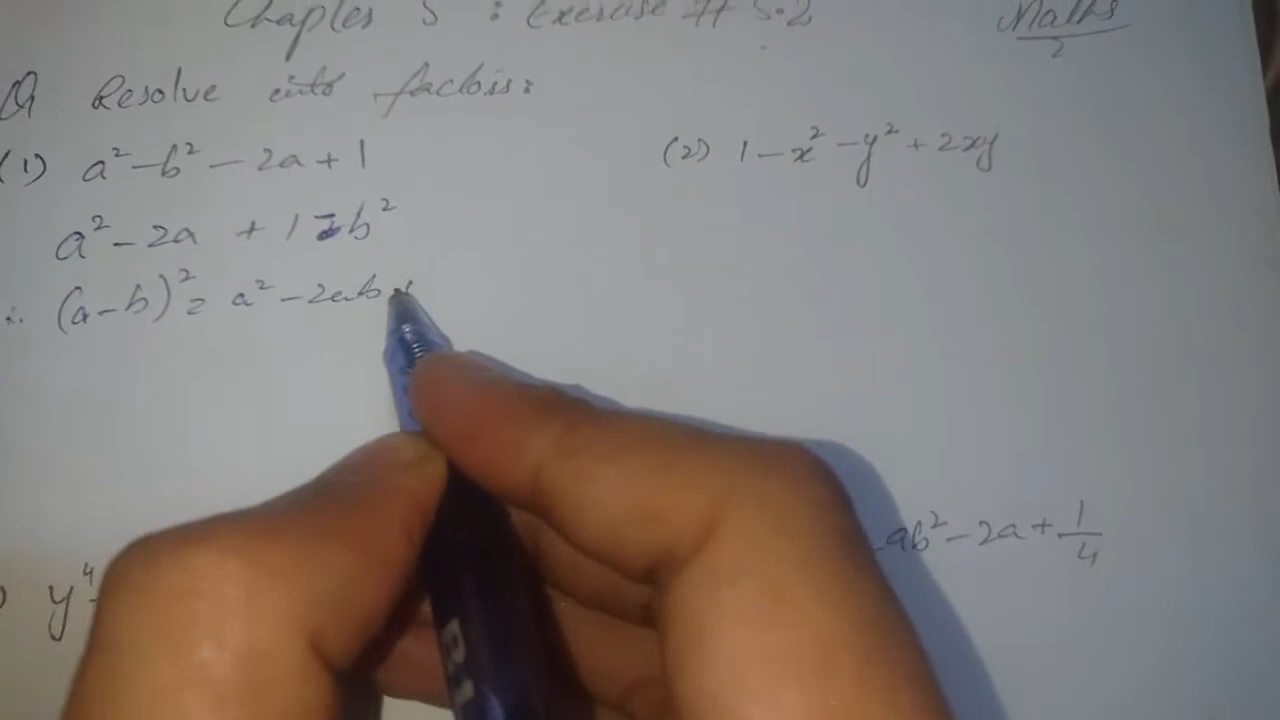 Chapter 5 : Exercise # 5.2
Maths
2
Q Resolve into factors:
(1) a² - b² - 2a + 1
(2) 1 - x² - y² + 2xy
a² - 2a + 1 - b²
∴ (a - b)² = a² - 2ab +
y⁴
ab² - 2a + 1/4